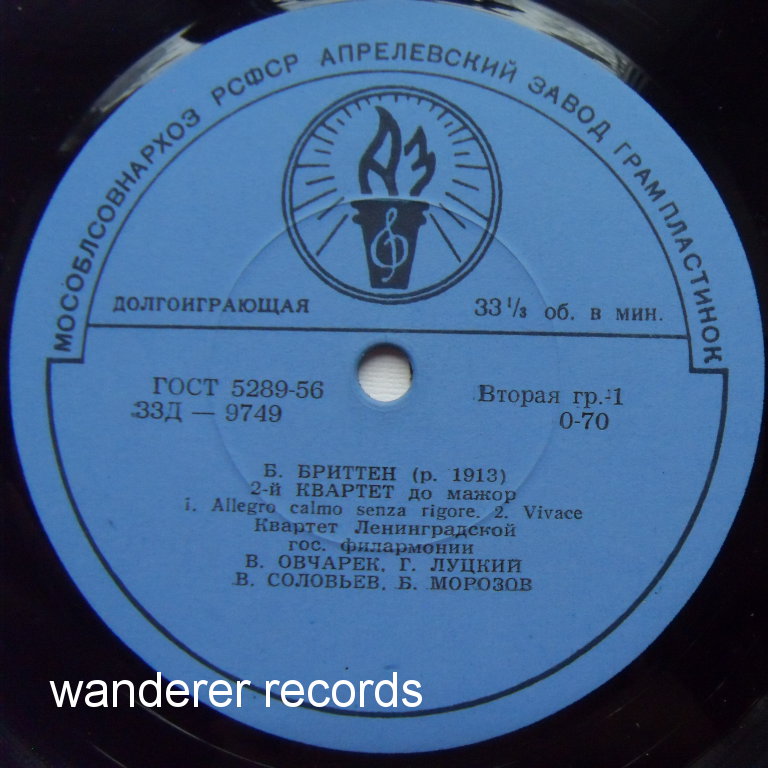 МОСОБЛСОВНАРХОЗ РСФСР АПРЕЛЕВСКИЙ ЗАВОД ГРАМПЛАСТИНОК
АЗ
ДОЛГОИГРАЮЩАЯ
33 ⅓ об. в мин.
ГОСТ 5289-56
33Д — 9749
Вторая гр.-1
0-70
Б. БРИТТЕН (р. 1913)
2-й КВАРТЕТ до мажор
1. Allegro calmo senza rigore. 2. Vivace
Квартет Ленинградской
гос. филармонии
В. ОВЧАРЕК, Г. ЛУЦКИЙ
В. СОЛОВЬЕВ, Б. МОРОЗОВ
wanderer records